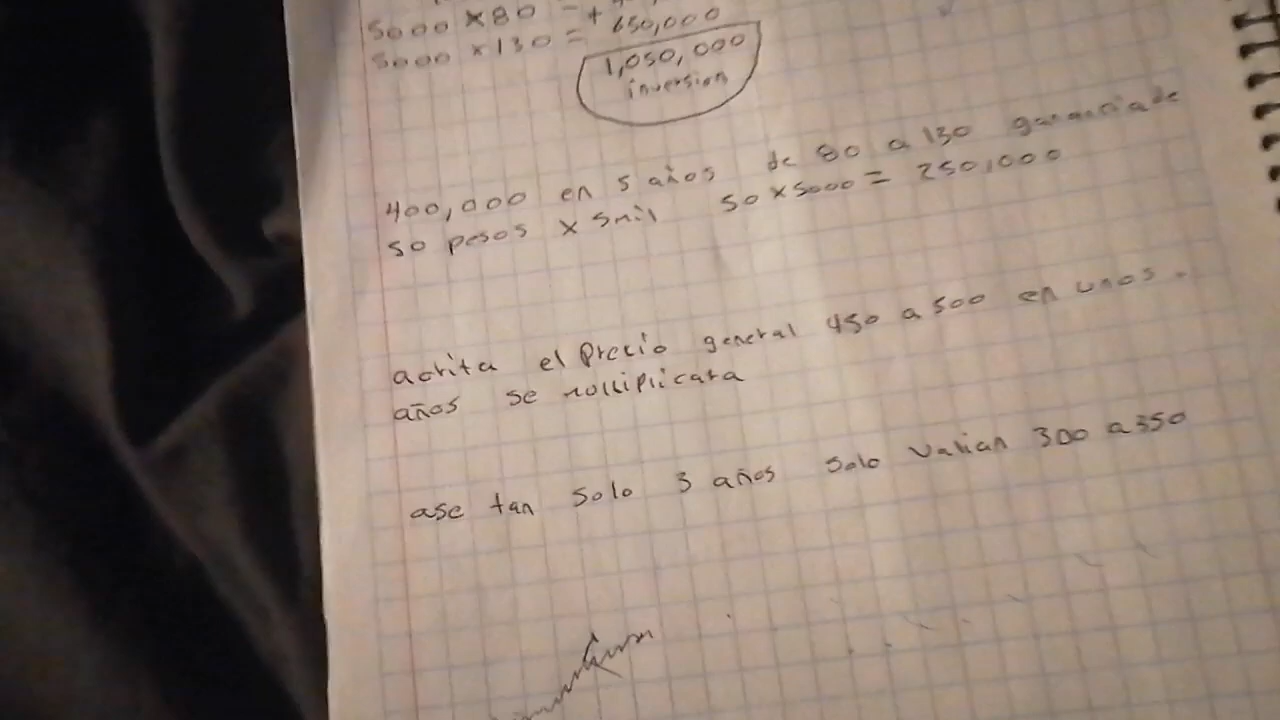 5000 x 80 = +
5000 x 130 = 650,000
1,050,000
inversion
400,000 en 5 años de 80 a 130 ganancia de
50 pesos x 5mil 50 x 5000 = 250,000
aorita el Precio general 450 a 500 en unos
años se multiplicara
ase tan solo 3 años solo valian 300 a 350